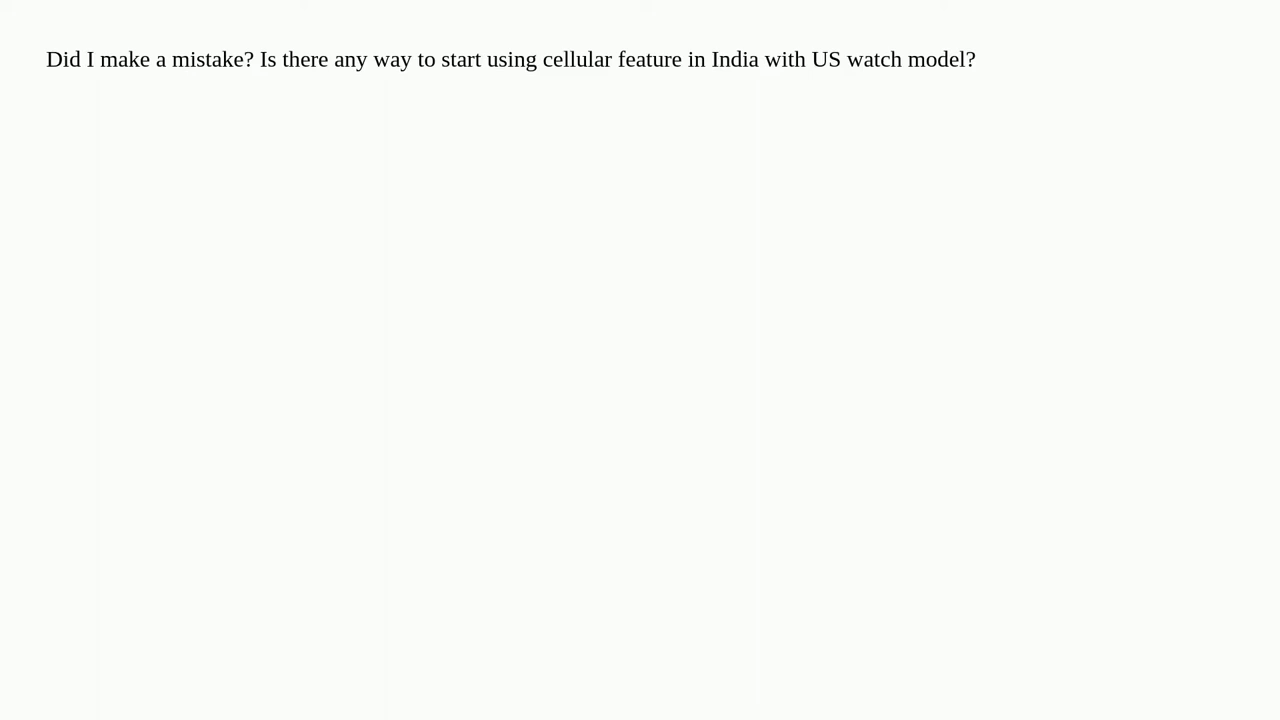 Did I make a mistake? Is there any way to start using cellular feature in India with US watch model?